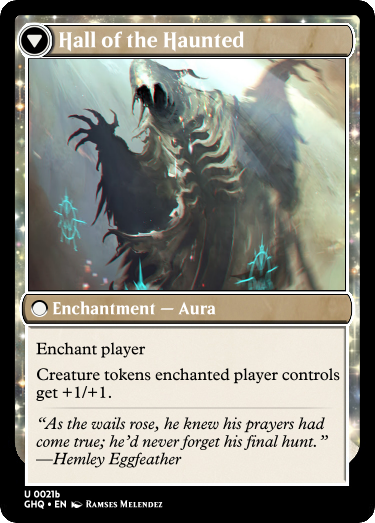 Hall of the Haunted
Enchantment — Aura
Enchant player
Creature tokens enchanted player controls
get +1/+1.
“As the wails rose, he knew his prayers had
come true; he’d never forget his final hunt.”
—Hemley Eggfeather
U 0021b
GHQ • EN Ramses Melendez